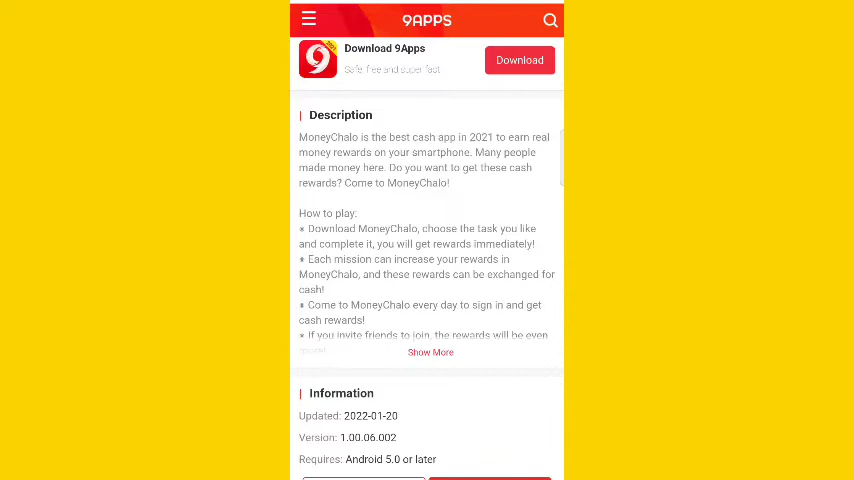 9APPS
Download 9Apps
Safe, free and super fast
Download
Description
MoneyChalo is the best cash app in 2021 to earn real
money rewards on your smartphone. Many people
made money here. Do you want to get these cash
rewards? Come to MoneyChalo!
How to play:
* Download MoneyChalo, choose the task you like
and complete it, you will get rewards immediately!
* Each mission can increase your rewards in
MoneyChalo, and these rewards can be exchanged for
cash!
* Come to MoneyChalo every day to sign in and get
cash rewards!
* If you invite friends to join, the rewards will be even
more!
Show More
Information
Updated: 2022-01-20
Version: 1.00.06.002
Requires: Android 5.0 or later